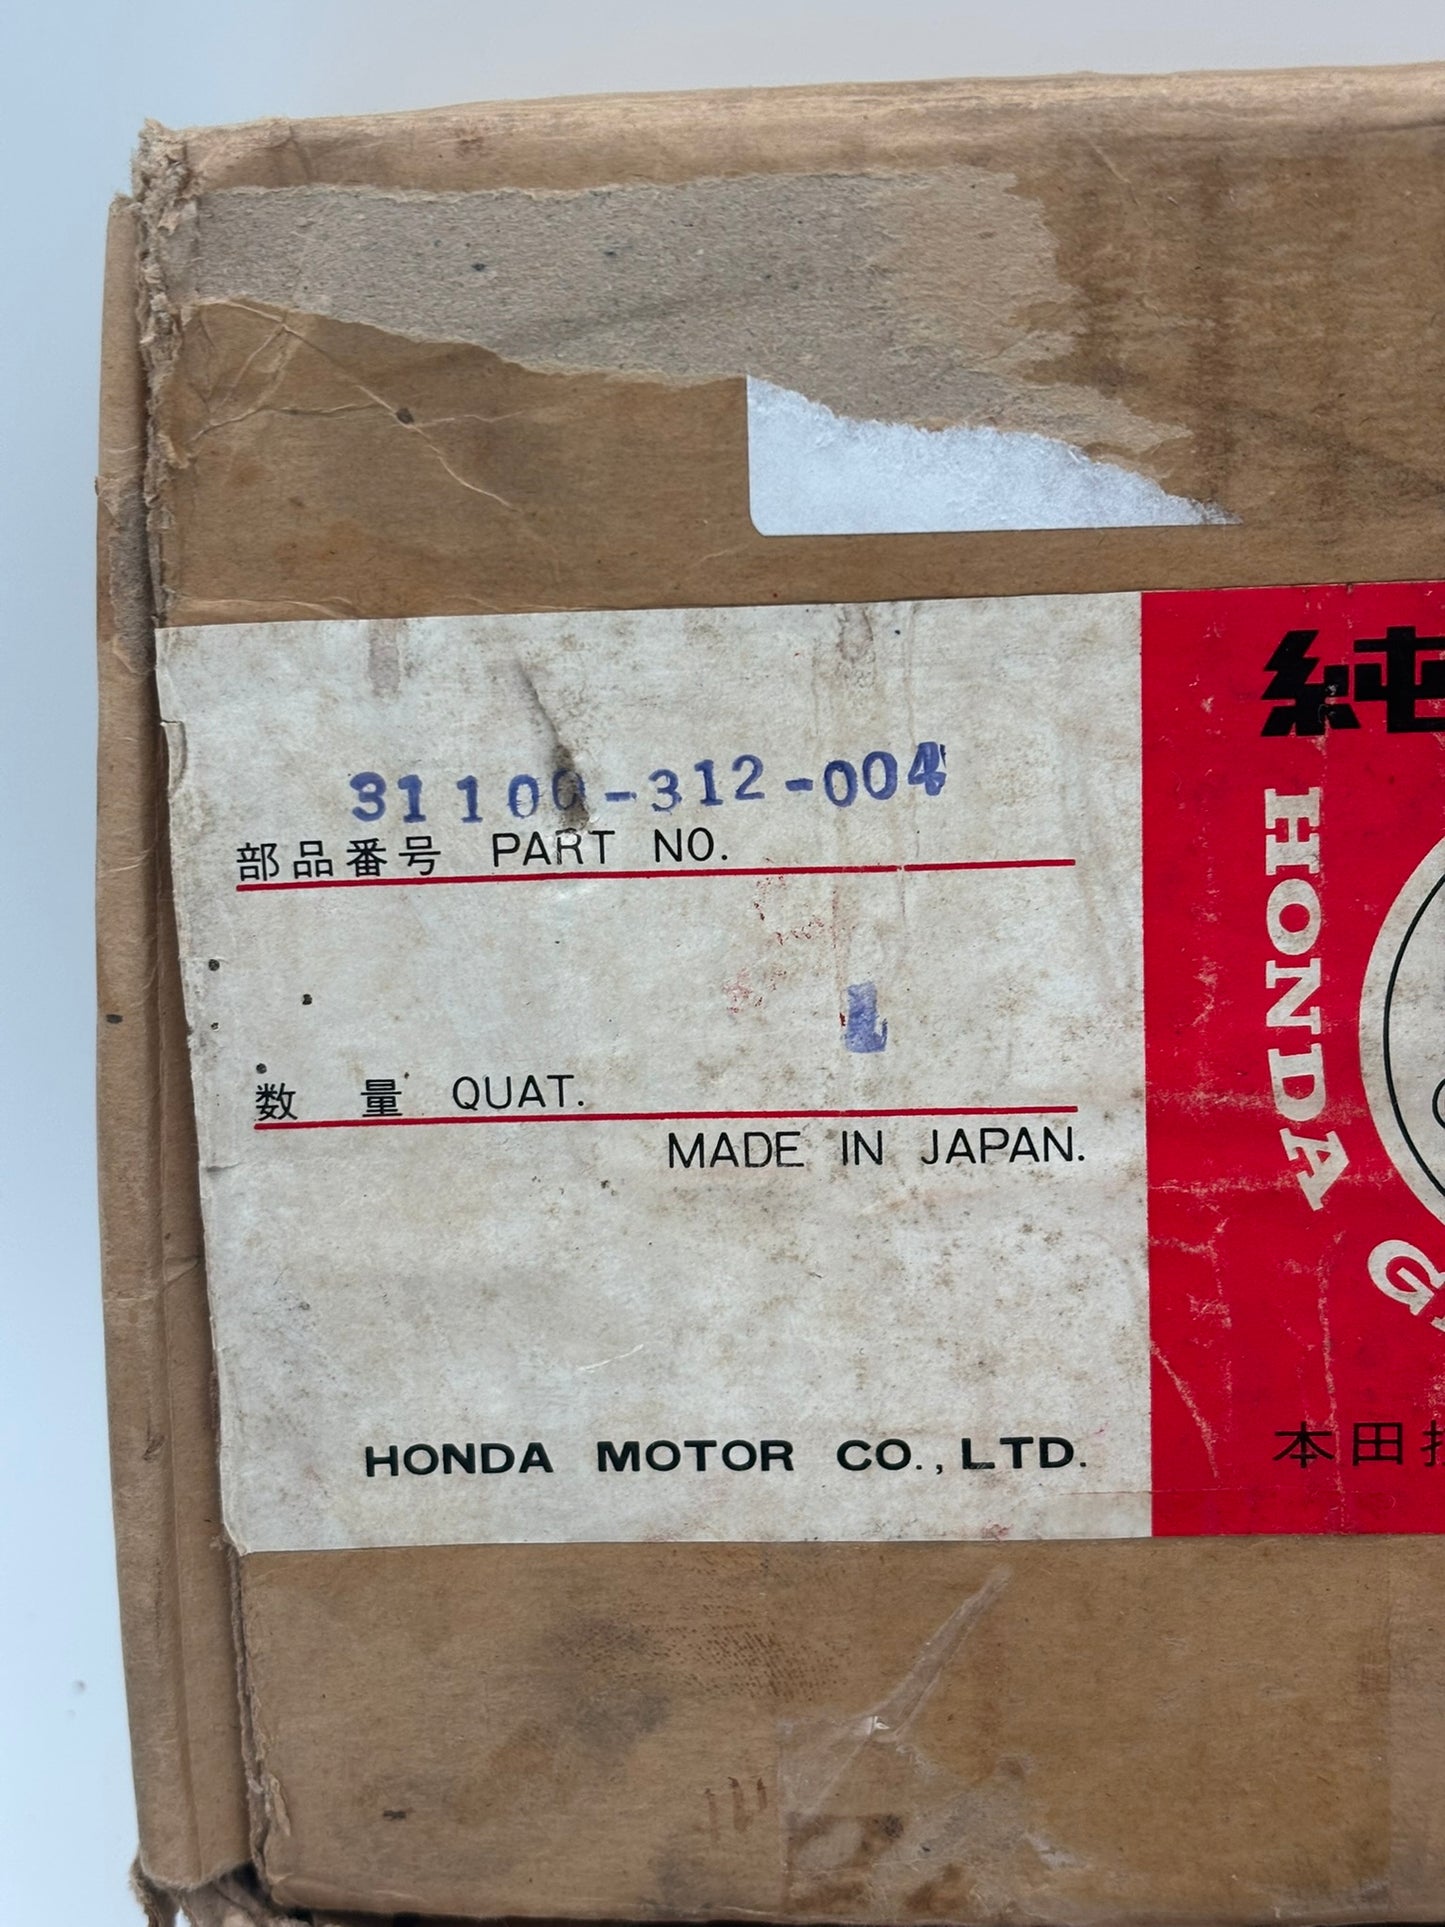 31100-312-004
部品番号 PART NO.
1
数 量 QUAT.
MADE IN JAPAN.
HONDA MOTOR CO., LTD.
純
HONDA
G
本田